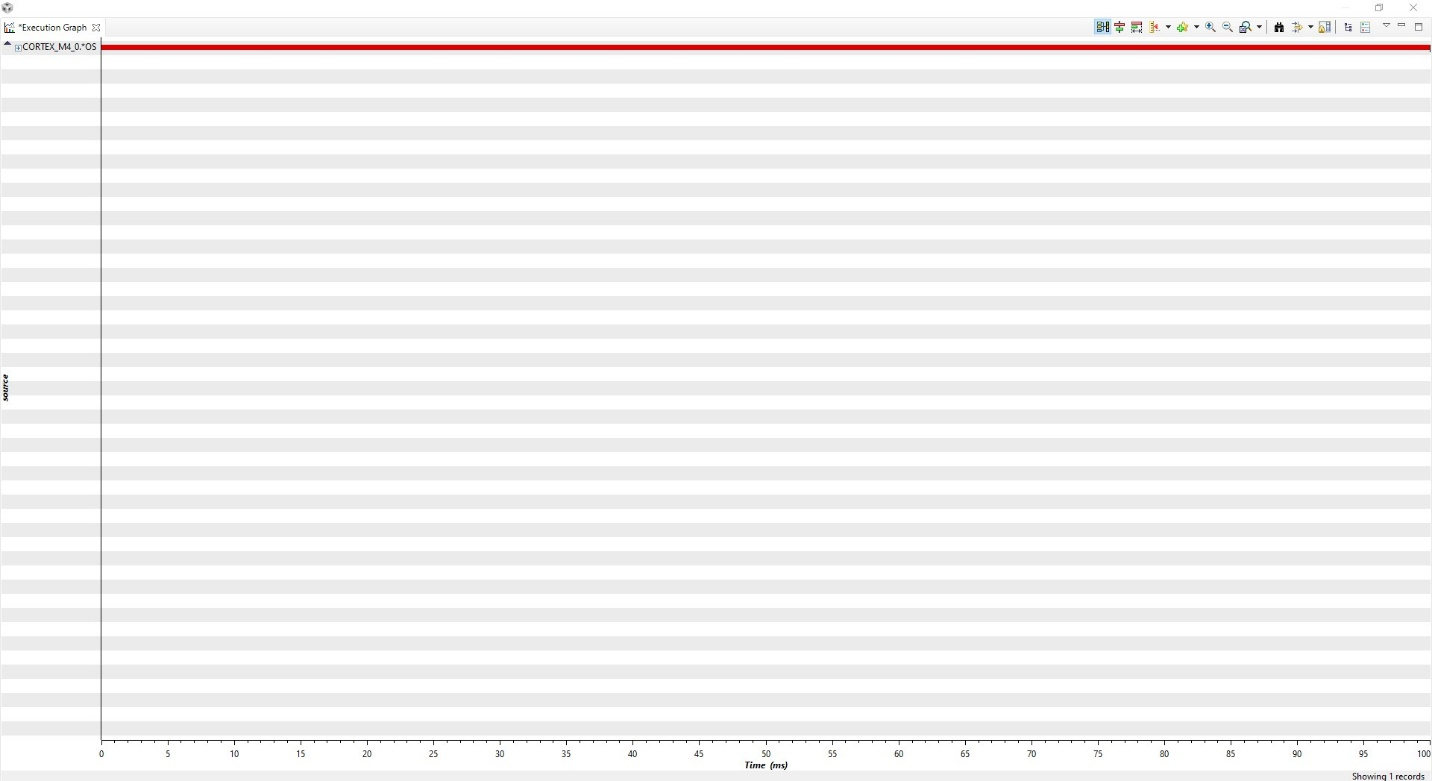 *Execution Graph
CORTEX_M4_0.*OS
source
0 5 10 15 20 25 30 35 40 45 50 55 60 65 70 75 80 85 90 95 100
Time (ms)
Showing 1 records